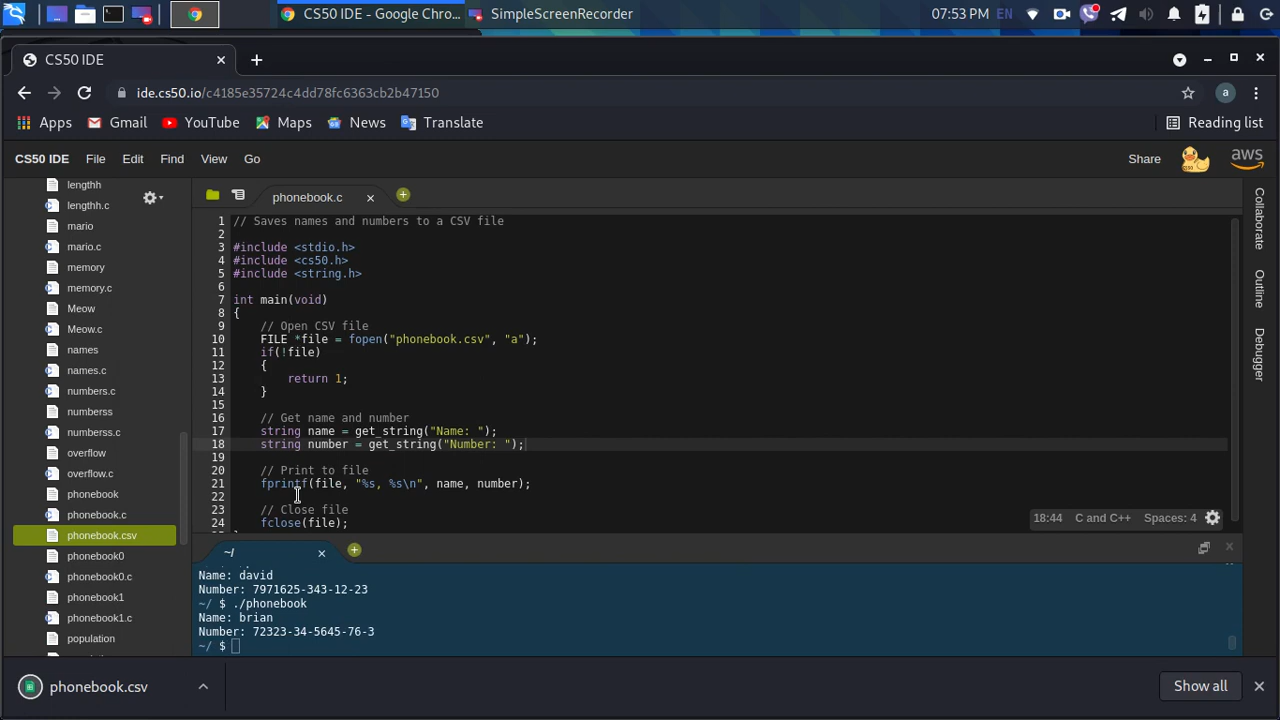 CS50 IDE - Google Chro...
SimpleScreenRecorder
07:53 PM EN
CS50 IDE
ide.cs50.io/c4185e35724c4dd78fc6363cb2b47150
a
Apps
Gmail
YouTube
Maps
News
Translate
Reading list
CS50 IDE File Edit Find View Go
Share
aws
lengthh
lengthh.c
mario
mario.c
memory
memory.c
Meow
Meow.c
names
names.c
numbers.c
numberss
numberss.c
overflow
overflow.c
phonebook
phonebook.c
phonebook.csv
phonebook0
phonebook0.c
phonebook1
phonebook1.c
population
phonebook.c
1 // Saves names and numbers to a CSV file
2
3 #include <stdio.h>
4 #include <cs50.h>
5 #include <string.h>
6
7 int main(void)
8 {
9 // Open CSV file
10 FILE *file = fopen("phonebook.csv", "a");
11 if(!file)
12 {
13 return 1;
14 }
15
16 // Get name and number
17 string name = get_string("Name: ");
18 string number = get_string("Number: ");
19
20 // Print to file
21 fprintf(file, "%s, %s\n", name, number);
22
23 // Close file
24 fclose(file);
18:44 C and C++ Spaces: 4
Collaborate
Outline
Debugger
~/
Name: david
Number: 7971625-343-12-23
~/ $ ./phonebook
Name: brian
Number: 72323-34-5645-76-3
~/ $
phonebook.csv
Show all